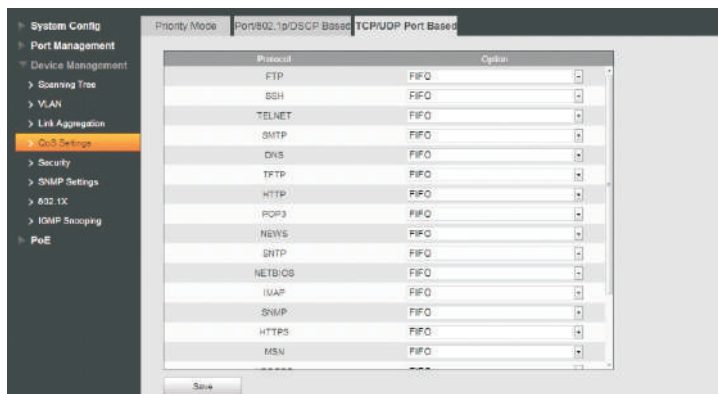 System Config
Port Management
Device Management
> Spanning Tree
> VLAN
> Link Aggregation
> QoS Settings
> Security
> SNMP Settings
> 802.1X
> IGMP Snooping
PoE
Priority Mode Port/802.1p/DSCP Based TCP/UDP Port Based
Protocol Option
FTP FIFO
SSH FIFO
TELNET FIFO
SMTP FIFO
DNS FIFO
TFTP FIFO
HTTP FIFO
POP3 FIFO
NEWS FIFO
SNTP FIFO
NETBIOS FIFO
IMAP FIFO
SNMP FIFO
HTTPS FIFO
MSN FIFO
Save